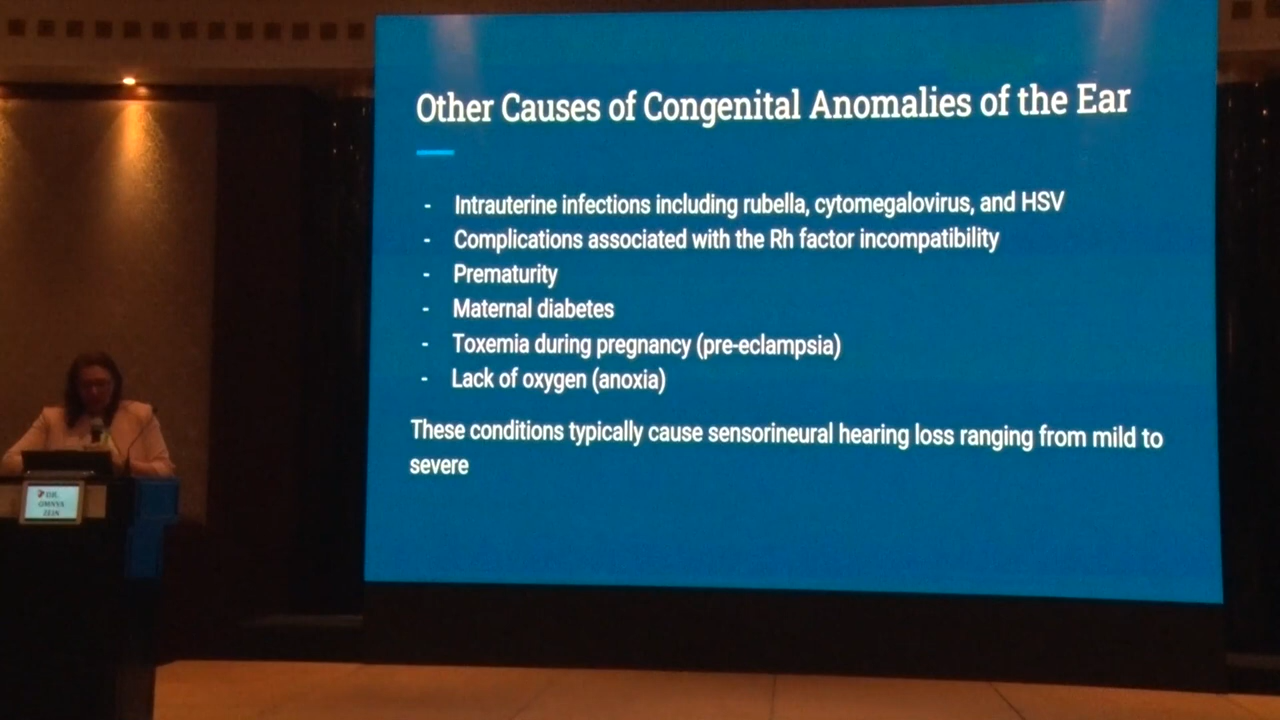 Other Causes of Congenital Anomalies of the Ear
- Intrauterine infections including rubella, cytomegalovirus, and HSV
- Complications associated with the Rh factor incompatibility
- Prematurity
- Maternal diabetes
- Toxemia during pregnancy (pre-eclampsia)
- Lack of oxygen (anoxia)
These conditions typically cause sensorineural hearing loss ranging from mild to
severe
DR.
ZEIN